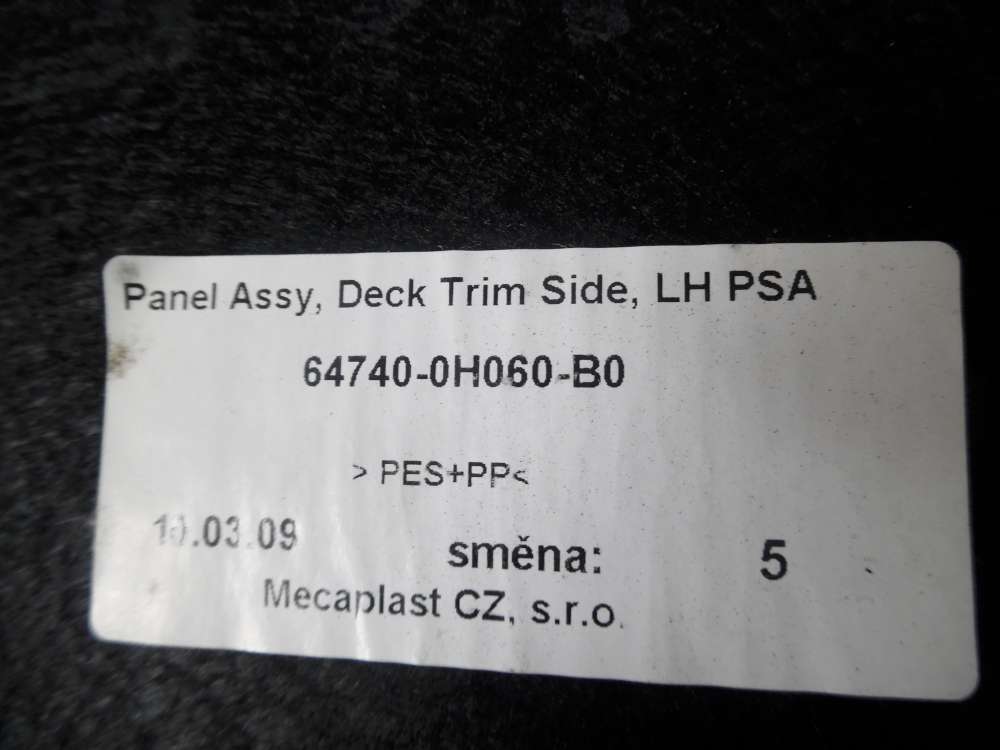 Panel Assy, Deck Trim Side, LH PSA
64740-0H060-B0
> PES+PP<
směna: 5
Mecaplast CZ, s.r.o.